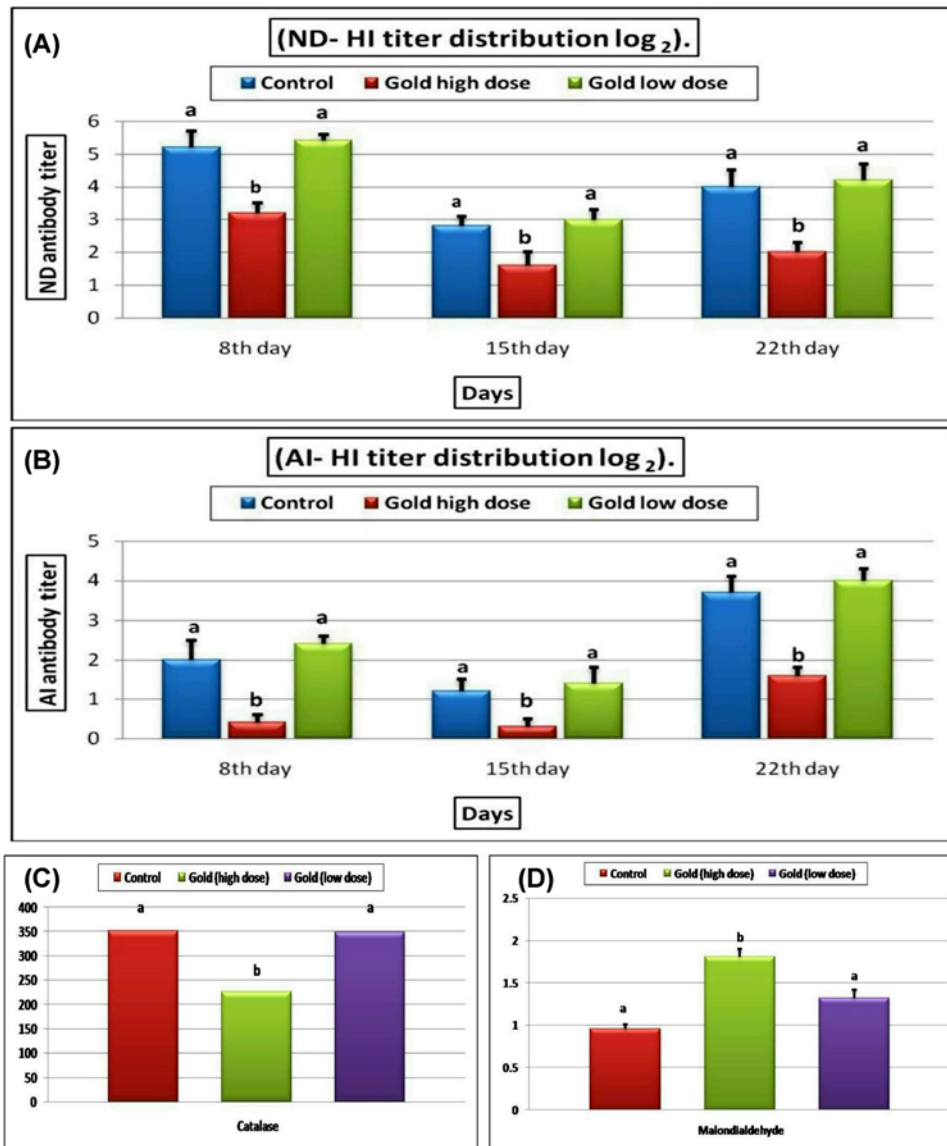 (A)
(ND- HI titer distribution log 2).
Control Gold high dose Gold low dose
ND antibody titer
6
5
4
3
2
1
0
a
b
a
a
b
a
a
b
a
8th day 15th day 22th day
Days
(B)
(AI- HI titer distribution log 2).
Control Gold high dose Gold low dose
AI antibody titer
5
4
3
2
1
0
a
b
a
a
b
a
a
b
a
8th day 15th day 22th day
Days
(C)
Control Gold (high dose) Gold (low dose)
400
350
300
250
200
150
100
50
0
a
b
a
Catalase
(D)
Control Gold (high dose) Gold (low dose)
2.5
2
1.5
1
0.5
0
a
b
a
Malondialdehyde